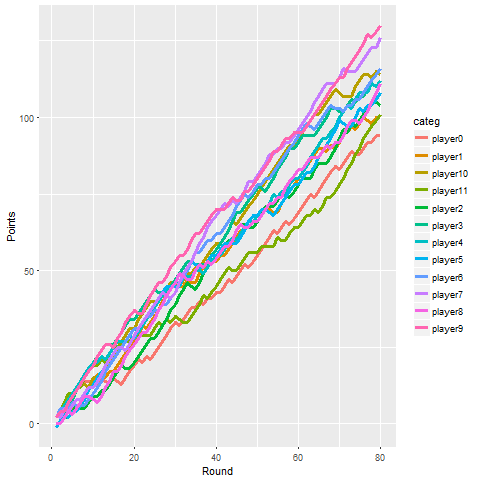 100
50
0
0
20
40
60
80
Round
Points
categ
player0
player1
player10
player11
player2
player3
player4
player5
player6
player7
player8
player9